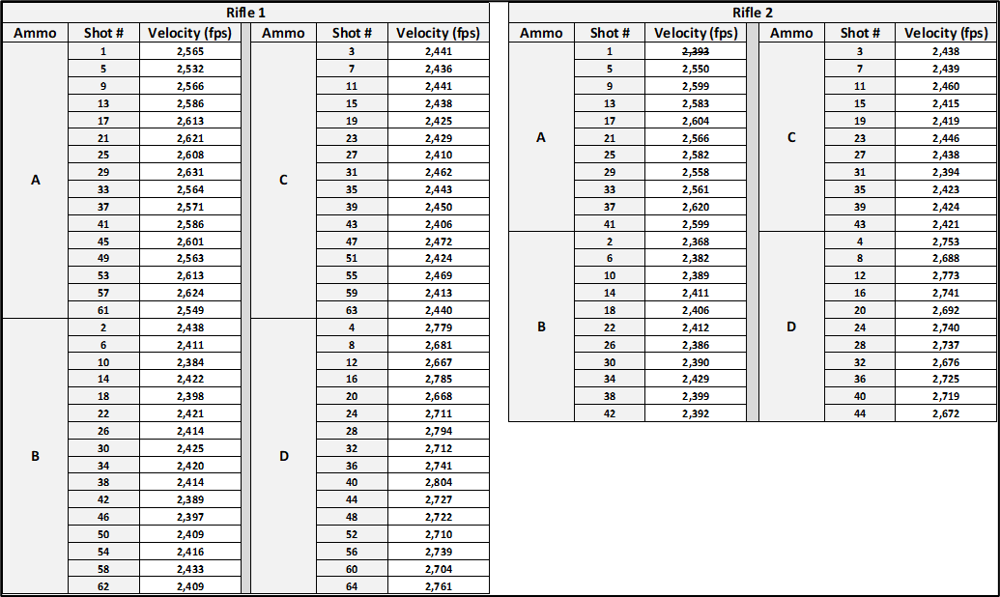 Rifle 1 Rifle 2
Ammo Shot # Velocity (fps) Ammo Shot # Velocity (fps) Ammo Shot # Velocity (fps) Ammo Shot # Velocity (fps)
1 2,565 3 2,441 1 2,393 3 2,438
5 2,532 7 2,436 5 2,550 7 2,439
9 2,566 11 2,441 9 2,599 11 2,460
13 2,586 15 2,438 13 2,583 15 2,415
17 2,613 19 2,425 17 2,604 19 2,419
21 2,621 23 2,429 A 21 2,566 C 23 2,446
25 2,608 27 2,410 25 2,582 27 2,438
A 29 2,631 C 31 2,462 29 2,558 31 2,394
33 2,564 35 2,443 33 2,561 35 2,423
37 2,571 39 2,450 37 2,620 39 2,424
41 2,586 43 2,406 41 2,599 43 2,421
45 2,601 47 2,472 2 2,368 4 2,753
49 2,563 51 2,424 6 2,382 8 2,688
53 2,613 55 2,469 10 2,389 12 2,773
57 2,624 59 2,413 14 2,411 16 2,741
61 2,549 63 2,440 18 2,406 20 2,692
2 2,438 4 2,779 B 22 2,412 D 24 2,740
6 2,411 8 2,681 26 2,386 28 2,737
10 2,384 12 2,667 30 2,390 32 2,676
14 2,422 16 2,785 34 2,429 36 2,725
18 2,398 20 2,668 38 2,399 40 2,719
22 2,421 24 2,711 42 2,392 44 2,672
26 2,414 28 2,794
B 30 2,425 D 32 2,712
34 2,420 36 2,741
38 2,414 40 2,804
42 2,389 44 2,727
46 2,397 48 2,722
50 2,409 52 2,710
54 2,416 56 2,739
58 2,433 60 2,704
62 2,409 64 2,761